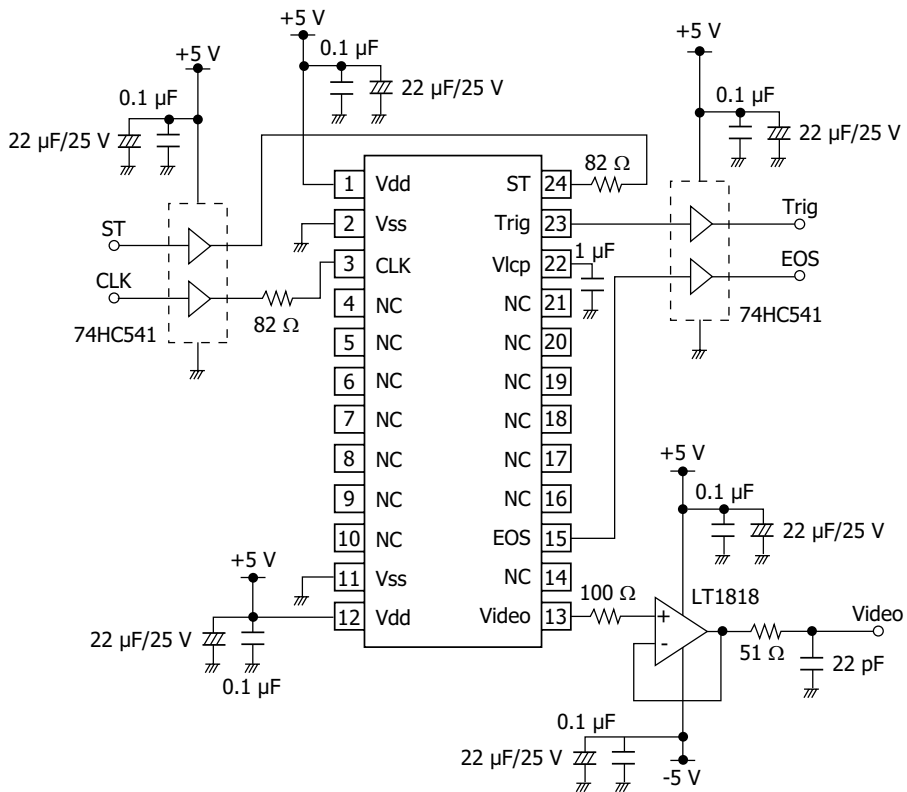 +5 V
+5 V
+5 V
0.1 µF
22 µF/25 V
0.1 µF
22 µF/25 V
0.1 µF
22 µF/25 V
82 Ω
1 Vdd ST 24
2 Vss Trig 23
3 CLK Vlcp 22
4 NC NC 21
5 NC NC 20
6 NC NC 19
7 NC NC 18
8 NC NC 17
9 NC NC 16
10 NC EOS 15
11 Vss NC 14
12 Vdd Video 13
ST
CLK
74HC541
82 Ω
1 µF
Trig
EOS
74HC541
+5 V
22 µF/25 V
0.1 µF
+5 V
0.1 µF
22 µF/25 V
100 Ω
LT1818
+
-
51 Ω
Video
22 pF
0.1 µF
22 µF/25 V
-5 V